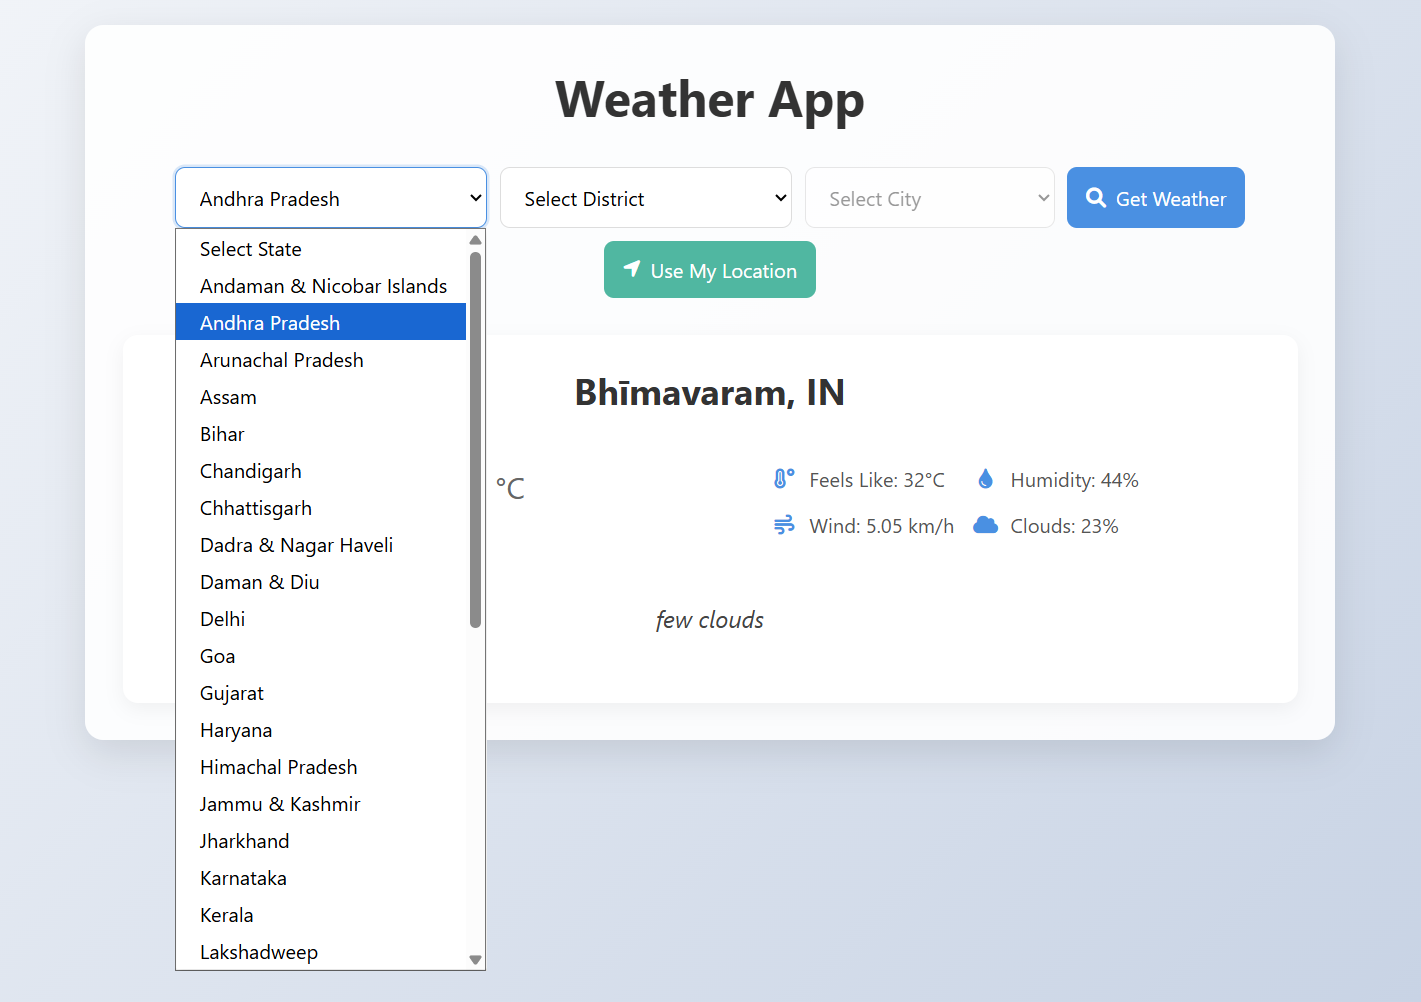 Weather App
Andhra Pradesh
Select District
Select City
Get Weather
Use My Location
Select State
Andaman & Nicobar Islands
Andhra Pradesh
Arunachal Pradesh
Assam
Bihar
Chandigarh
Chhattisgarh
Dadra & Nagar Haveli
Daman & Diu
Delhi
Goa
Gujarat
Haryana
Himachal Pradesh
Jammu & Kashmir
Jharkhand
Karnataka
Kerala
Lakshadweep
Bhīmavaram, IN
°C
Feels Like: 32°C
Humidity: 44%
Wind: 5.05 km/h
Clouds: 23%
few clouds